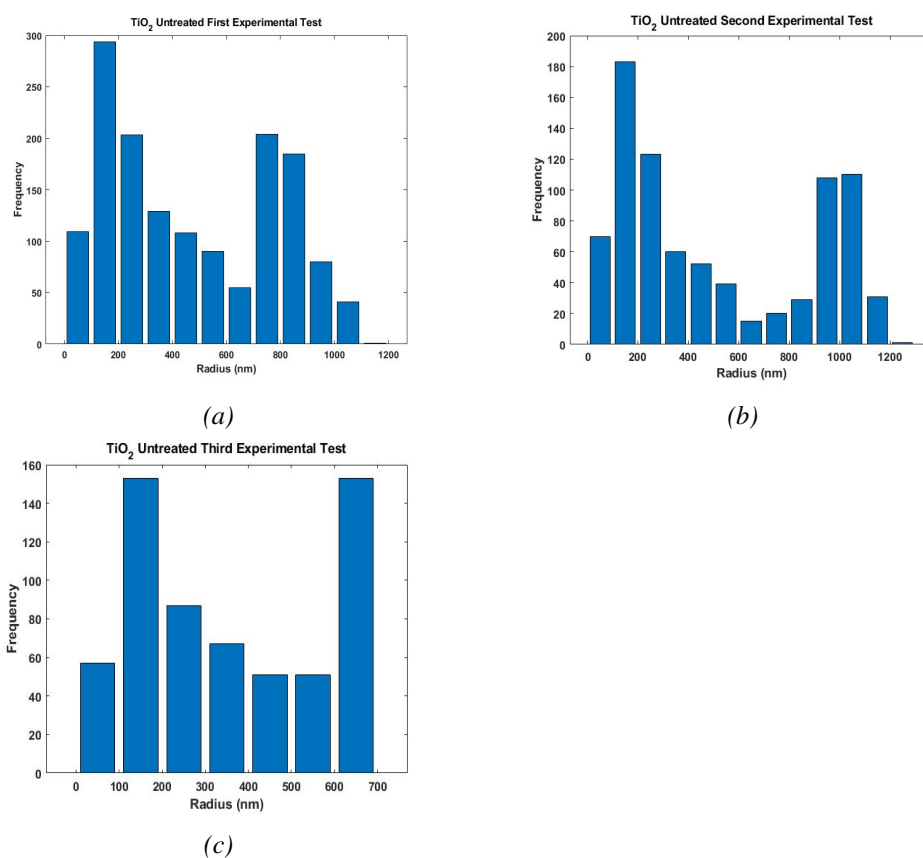 TiO2 Untreated First Experimental Test
300
250
200
150
100
50
0
Frequency
0 200 400 600 800 1000 1200
Radius (nm)
(a)
TiO2 Untreated Second Experimental Test
200
180
160
140
120
100
80
60
40
20
0
Frequency
0 200 400 600 800 1000 1200
Radius (nm)
(b)
TiO2 Untreated Third Experimental Test
160
140
120
100
80
60
40
20
0
Frequency
0 100 200 300 400 500 600 700
Radius (nm)
(c)